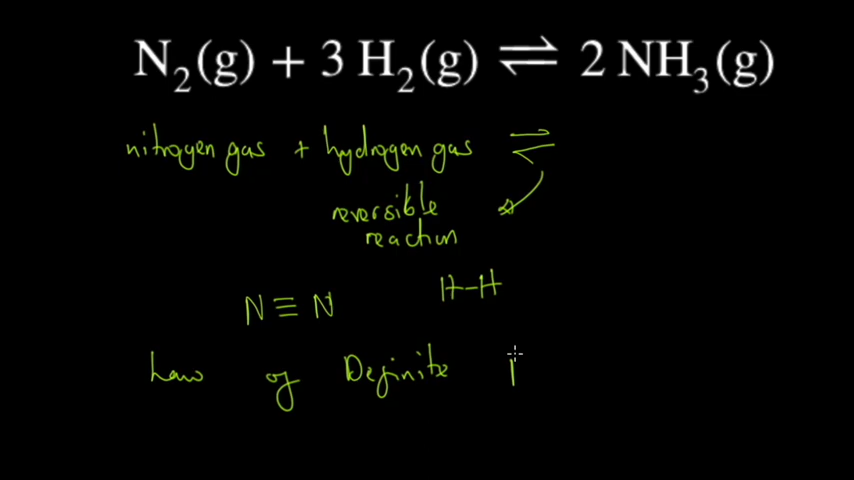 N₂(g) + 3 H₂(g) ⇌ 2 NH₃(g)
nitrogen gas + hydrogen gas ⇌
reversible
reaction
N≡N H-H
Law of Definite